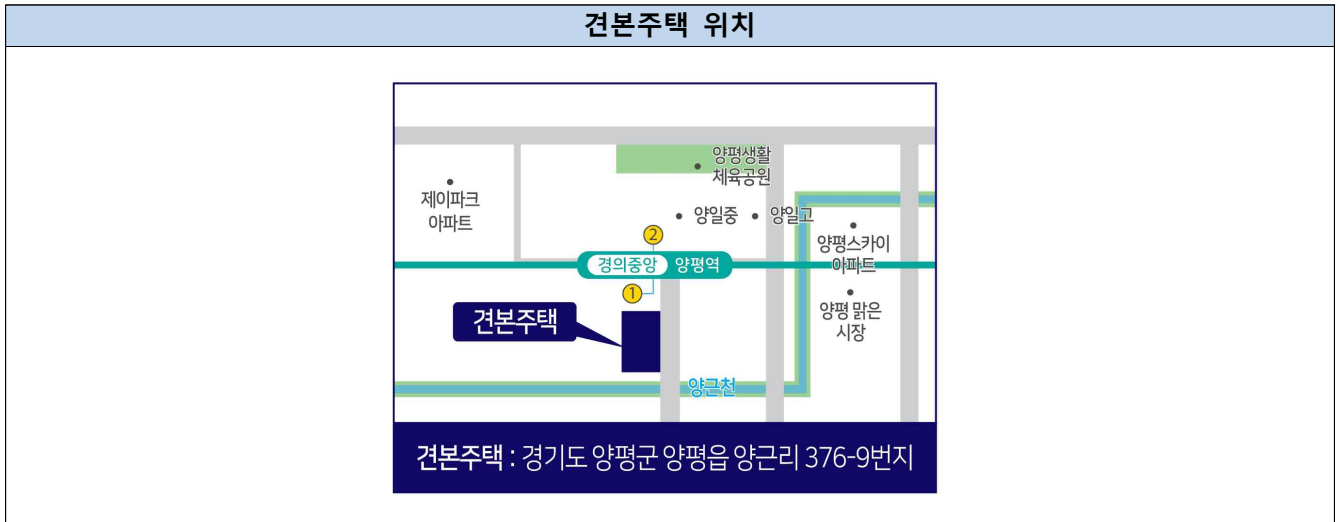 견본주택 위치
양평생활
체육공원
제이파크
아파트
양일중
양일고
2
양평스카이
아파트
경의중앙 양평역
1
양평 맑은
시장
견본주택
양근천
견본주택 : 경기도 양평군 양평읍 양근리 376-9번지